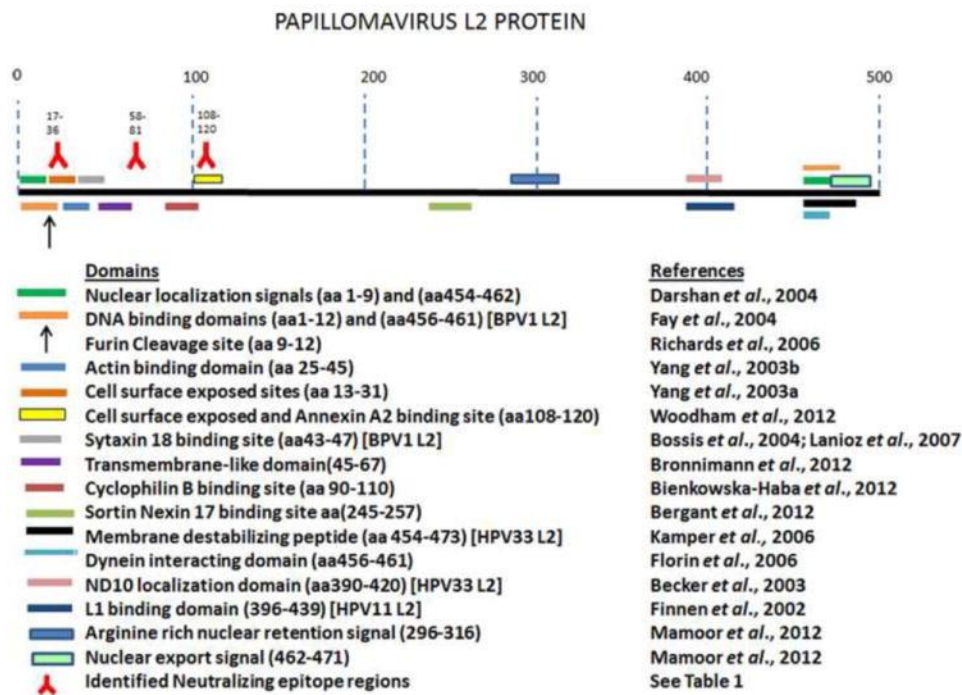 PAPILLOMAVIRUS L2 PROTEIN
0 100 200 300 400 500
17- 58- 108-
36 81 120
Domains References
Nuclear localization signals (aa 1-9) and (aa454-462) Darshan et al., 2004
DNA binding domains (aa1-12) and (aa456-461) [BPV1 L2] Fay et al., 2004
Furin Cleavage site (aa 9-12) Richards et al., 2006
Actin binding domain (aa 25-45) Yang et al., 2003b
Cell surface exposed sites (aa 13-31) Yang et al., 2003a
Cell surface exposed and Annexin A2 binding site (aa108-120) Woodham et al., 2012
Sytaxin 18 binding site (aa43-47) [BPV1 L2] Bossis et al., 2004; Lanioz et al., 2007
Transmembrane-like domain(45-67) Bronnimann et al., 2012
Cyclophilin B binding site (aa 90-110) Bienkowska-Haba et al., 2012
Sortin Nexin 17 binding site aa(245-257) Bergant et al., 2012
Membrane destabilizing peptide (aa 454-473) [HPV33 L2] Kamper et al., 2006
Dynein interacting domain (aa456-461) Florin et al., 2006
ND10 localization domain (aa390-420) [HPV33 L2] Becker et al., 2003
L1 binding domain (396-439) [HPV11 L2] Finnen et al., 2002
Arginine rich nuclear retention signal (296-316) Mamoor et al., 2012
Nuclear export signal (462-471) Mamoor et al., 2012
Identified Neutralizing epitope regions See Table 1